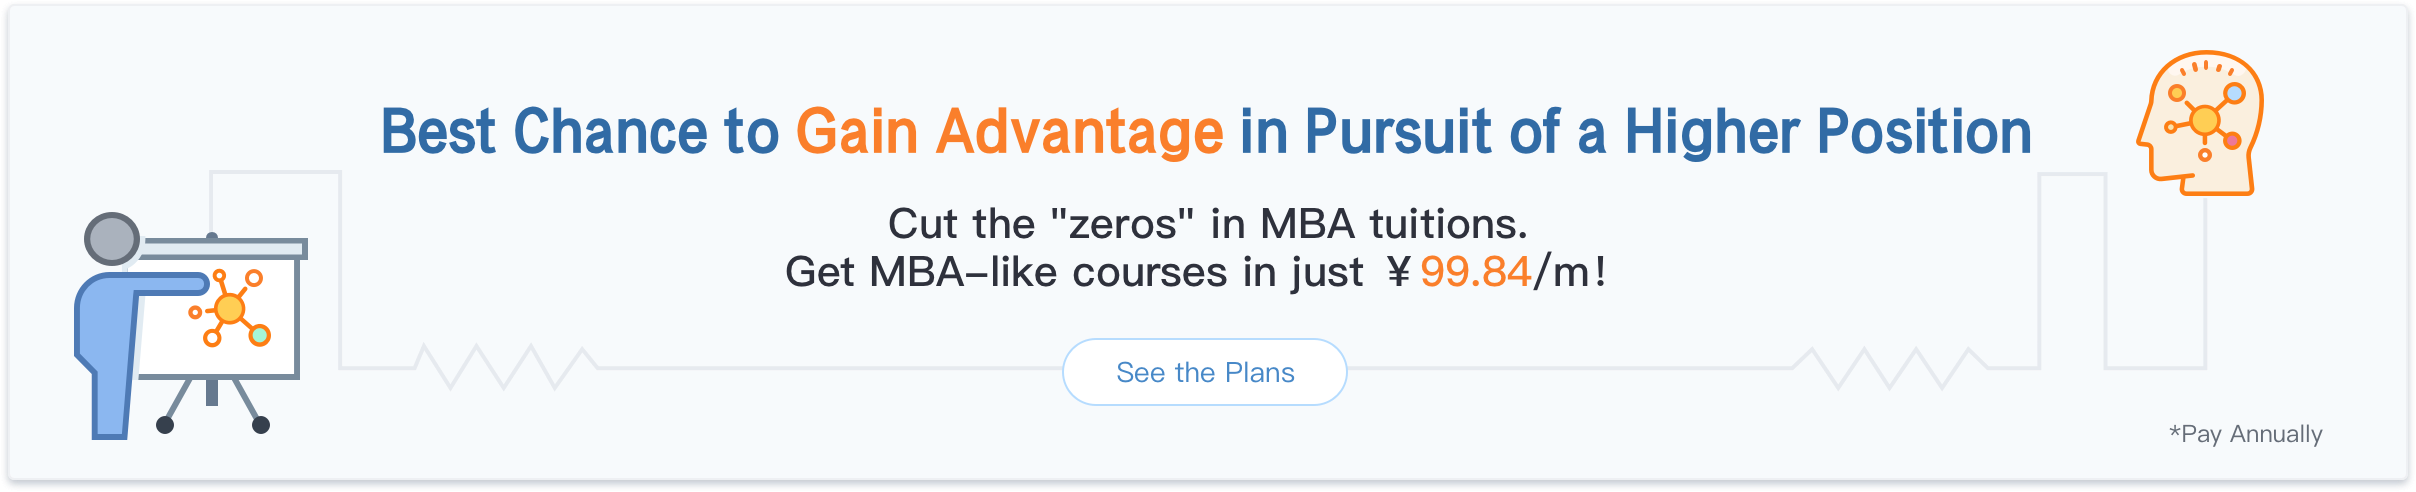 Best Chance to Gain Advantage in Pursuit of a Higher Position
Cut the "zeros" in MBA tuitions.
Get MBA-like courses in just ¥99.84/m!
See the Plans
*Pay Annually